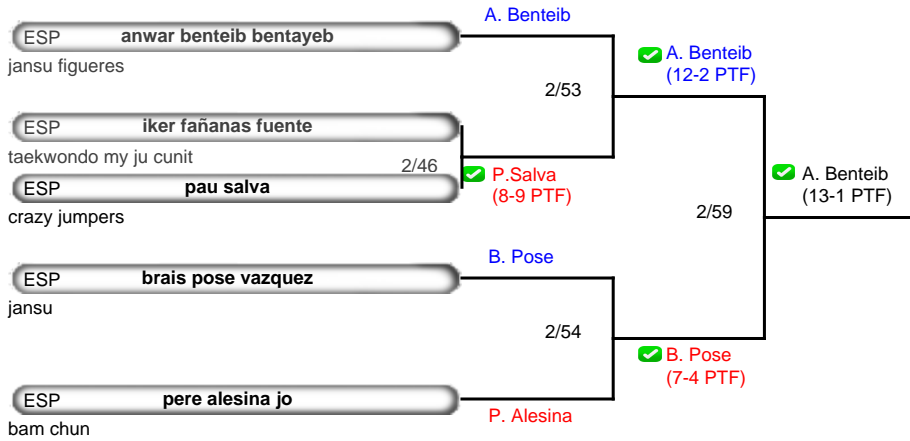 A. Benteib
ESP anwar benteib bentayeb
jansu figueres
A. Benteib
(12-2 PTF)
2/53
ESP iker fañanas fuente
taekwondo my ju cunit
2/46
P.Salva
(8-9 PTF)
ESP pau salva
crazy jumpers
A. Benteib
(13-1 PTF)
2/59
B. Pose
ESP brais pose vazquez
jansu
2/54
B. Pose
(7-4 PTF)
ESP pere alesina jo
P. Alesina
bam chun